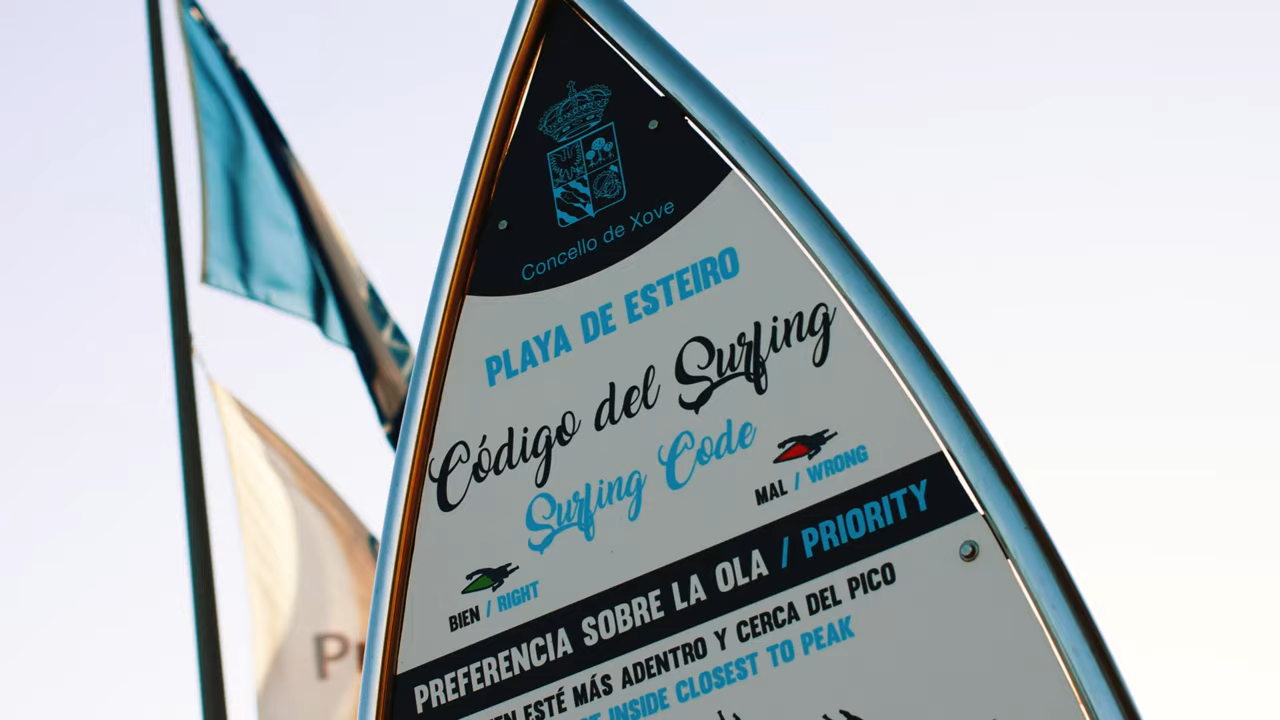 Concello de Xove
PLAYA DE ESTEIRO
Código del Surfing
Surfing Code
MAL / WRONG
BIEN / RIGHT
PREFERENCIA SOBRE LA OLA / PRIORITY
ESTÉ MÁS ADENTRO Y CERCA DEL PICO
INSIDE CLOSEST TO PEAK